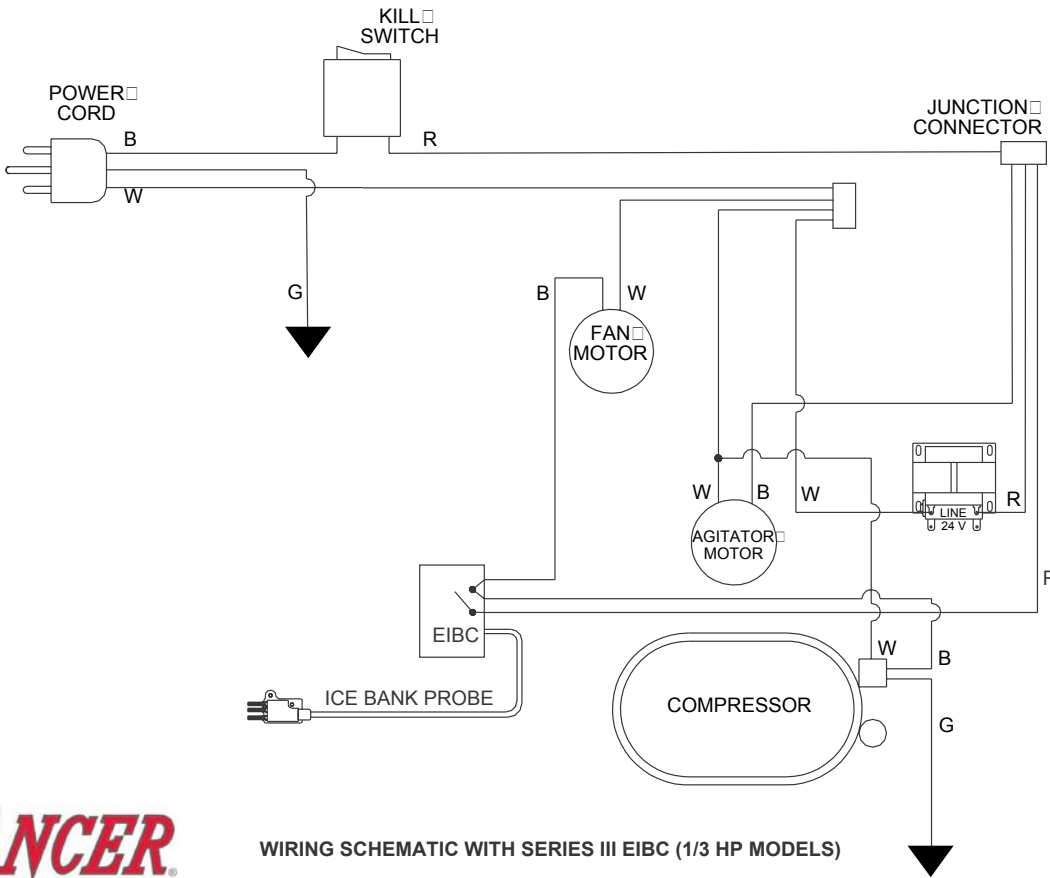 KILL□
SWITCH
POWER□
CORD
JUNCTION□
CONNECTOR
B
R
W
G
B
W
FAN□
MOTOR
W
B
W
R
LINE
24 V
AGITATOR□
MOTOR
R
EIBC
W
B
ICE BANK PROBE
COMPRESSOR
G
NCER®
WIRING SCHEMATIC WITH SERIES III EIBC (1/3 HP MODELS)